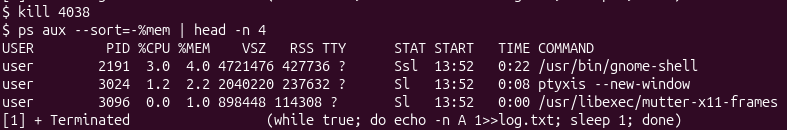 $ kill 4038
$ ps aux --sort=-%mem | head -n 4
USER         PID %CPU %MEM    VSZ   RSS TTY      STAT START   TIME COMMAND
user        2191  3.0  4.0 4721476 427736 ?      Ssl  13:52   0:22 /usr/bin/gnome-shell
user        3024  1.2  2.2 2040220 237632 ?      Sl   13:52   0:08 ptyxis --new-window
user        3096  0.0  1.0 898448 114308 ?       Sl   13:52   0:00 /usr/libexec/mutter-x11-frames
[1] + Terminated                 (while true; do echo -n A 1>>log.txt; sleep 1; done)